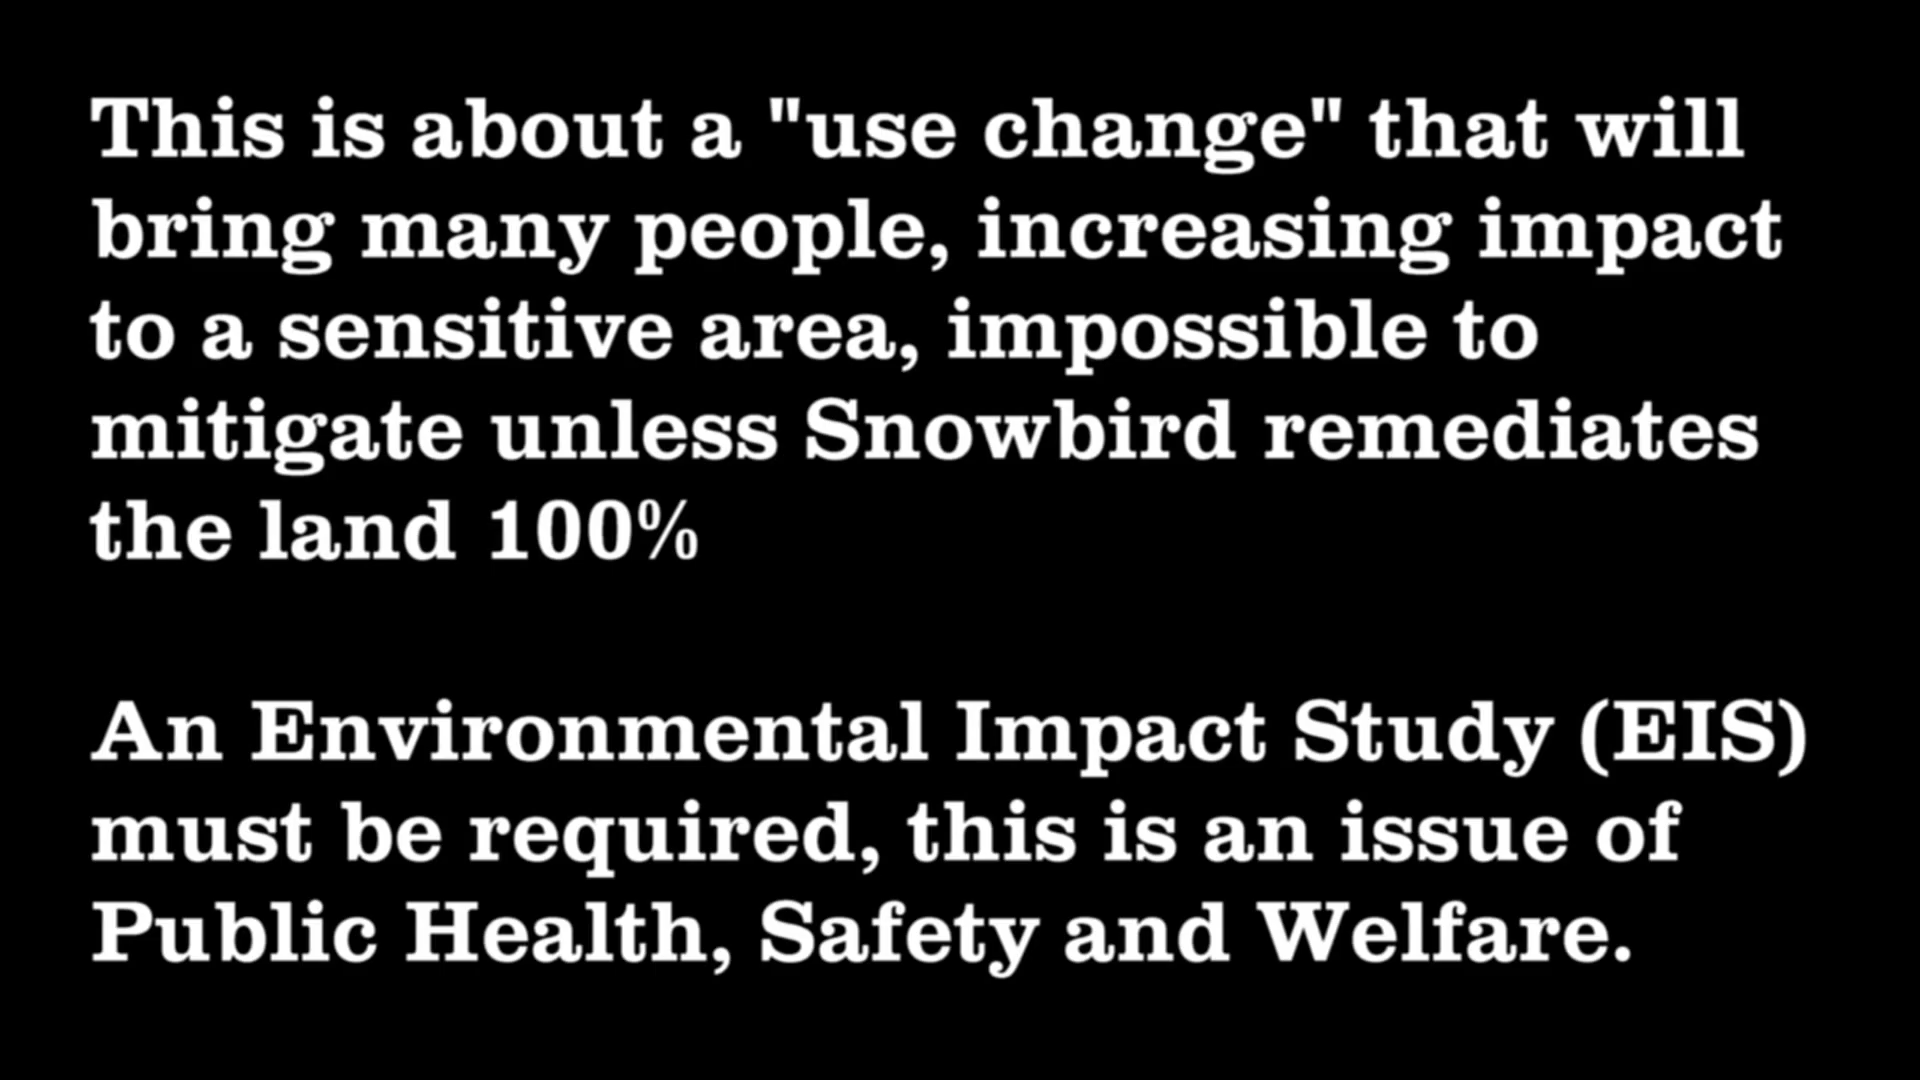 This is about a "use change" that will
bring many people, increasing impact
to a sensitive area, impossible to
mitigate unless Snowbird remediates
the land 100%
An Environmental Impact Study (EIS)
must be required, this is an issue of
Public Health, Safety and Welfare.